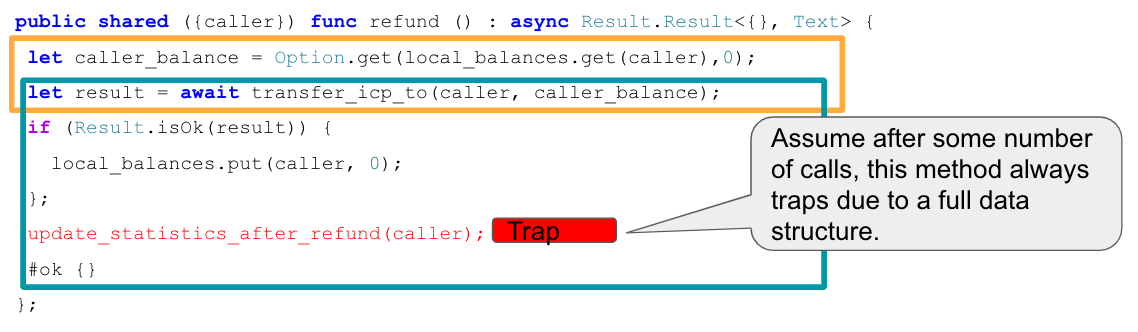 public shared ({caller}) func refund () : async Result.Result<{}, Text> {
let caller_balance = Option.get(local_balances.get(caller),0);
let result = await transfer_icp_to(caller, caller_balance);
if (Result.isOk(result)) {
local_balances.put(caller, 0);
};
update_statistics_after_refund(caller);
Trap
#ok {}
};
Assume after some number
of calls, this method always
traps due to a full data
structure.